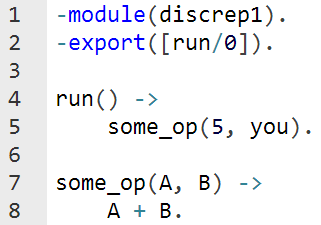 1 -module(discrep1).
2 -export([run/0]).
3
4 run() ->
5     some_op(5, you).
6
7 some_op(A, B) ->
8     A + B.